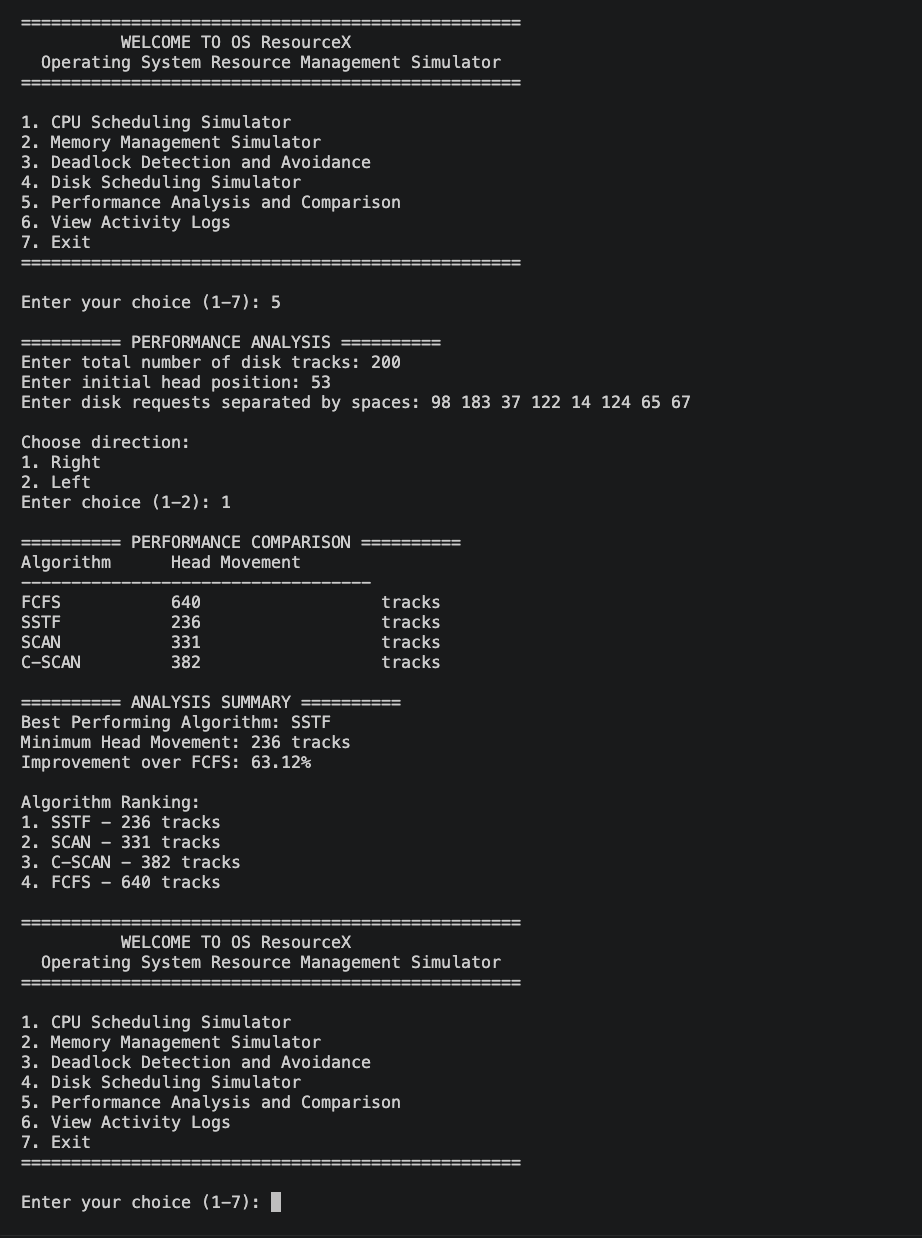 ==================================================
          WELCOME TO OS ResourceX
  Operating System Resource Management Simulator
==================================================
1. CPU Scheduling Simulator
2. Memory Management Simulator
3. Deadlock Detection and Avoidance
4. Disk Scheduling Simulator
5. Performance Analysis and Comparison
6. View Activity Logs
7. Exit
==================================================
Enter your choice (1-7): 5
========== PERFORMANCE ANALYSIS ==========
Enter total number of disk tracks: 200
Enter initial head position: 53
Enter disk requests separated by spaces: 98 183 37 122 14 124 65 67
Choose direction:
1. Right
2. Left
Enter choice (1-2): 1
========== PERFORMANCE COMPARISON ==========
Algorithm      Head Movement
-----------------------------------
FCFS           640                  tracks
SSTF           236                  tracks
SCAN           331                  tracks
C-SCAN         382                  tracks
========== ANALYSIS SUMMARY ==========
Best Performing Algorithm: SSTF
Minimum Head Movement: 236 tracks
Improvement over FCFS: 63.12%
Algorithm Ranking:
1. SSTF - 236 tracks
2. SCAN - 331 tracks
3. C-SCAN - 382 tracks
4. FCFS - 640 tracks
==================================================
          WELCOME TO OS ResourceX
  Operating System Resource Management Simulator
==================================================
1. CPU Scheduling Simulator
2. Memory Management Simulator
3. Deadlock Detection and Avoidance
4. Disk Scheduling Simulator
5. Performance Analysis and Comparison
6. View Activity Logs
7. Exit
==================================================
Enter your choice (1-7):